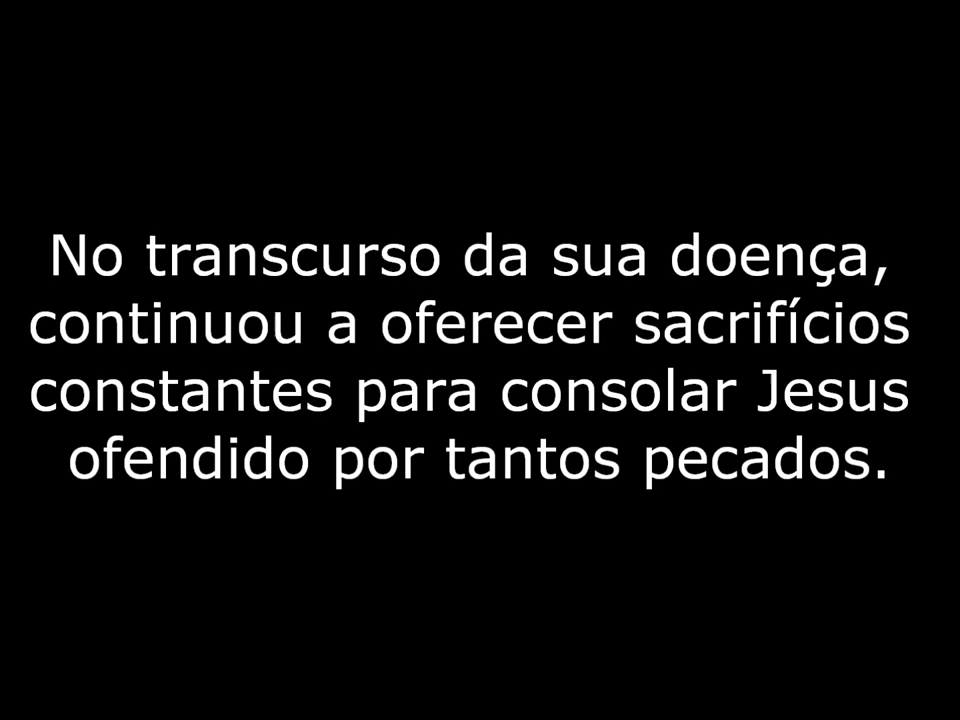 No transcurso da sua doença,
continuou a oferecer sacrifícios
constantes para consolar Jesus
ofendido por tantos pecados.